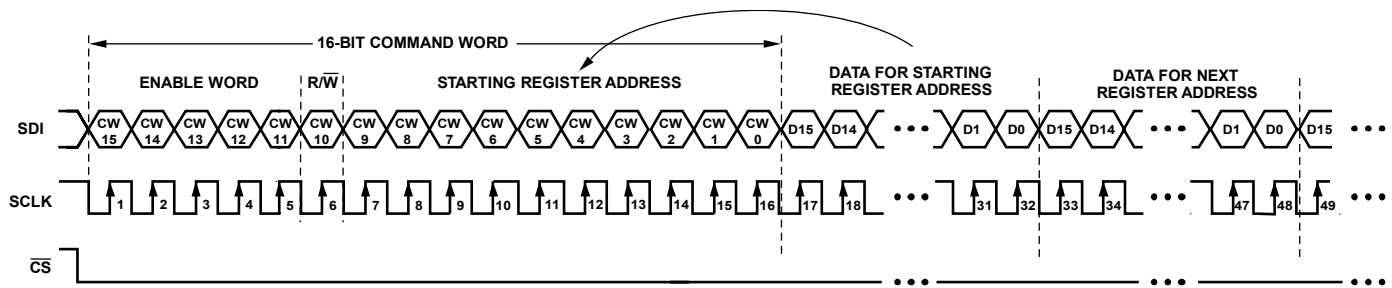 16-BIT COMMAND WORD
ENABLE WORD
R/W̅
STARTING REGISTER ADDRESS
DATA FOR STARTING
REGISTER ADDRESS
DATA FOR NEXT
REGISTER ADDRESS
SDI
CW 15
CW 14
CW 13
CW 12
CW 11
CW 10
CW 9
CW 8
CW 7
CW 6
CW 5
CW 4
CW 3
CW 2
CW 1
CW 0
D15 D14 ••• D1 D0 D15 D14 ••• D1 D0 D15 •••
SCLK 1 2 3 4 5 6 7 8 9 10 11 12 13 14 15 16 17 18 ••• 31 32 33 34 ••• 47 48 49 •••
C̅S̅ ••• ••• •••